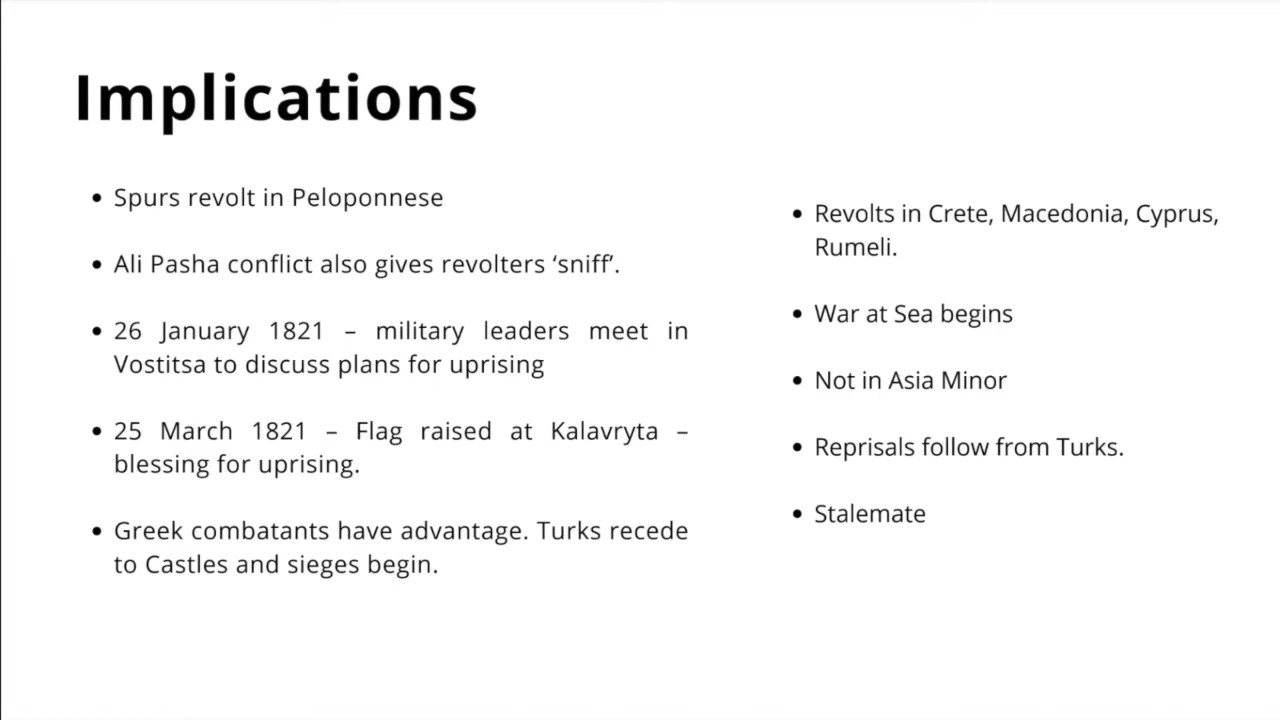 Implications
• Spurs revolt in Peloponnese
• Ali Pasha conflict also gives revolters ‘sniff’.
• 26 January 1821 – military leaders meet in
Vostitsa to discuss plans for uprising
• 25 March 1821 – Flag raised at Kalavryta –
blessing for uprising.
• Greek combatants have advantage. Turks recede
to Castles and sieges begin.
• Revolts in Crete, Macedonia, Cyprus,
Rumeli.
• War at Sea begins
• Not in Asia Minor
• Reprisals follow from Turks.
• Stalemate